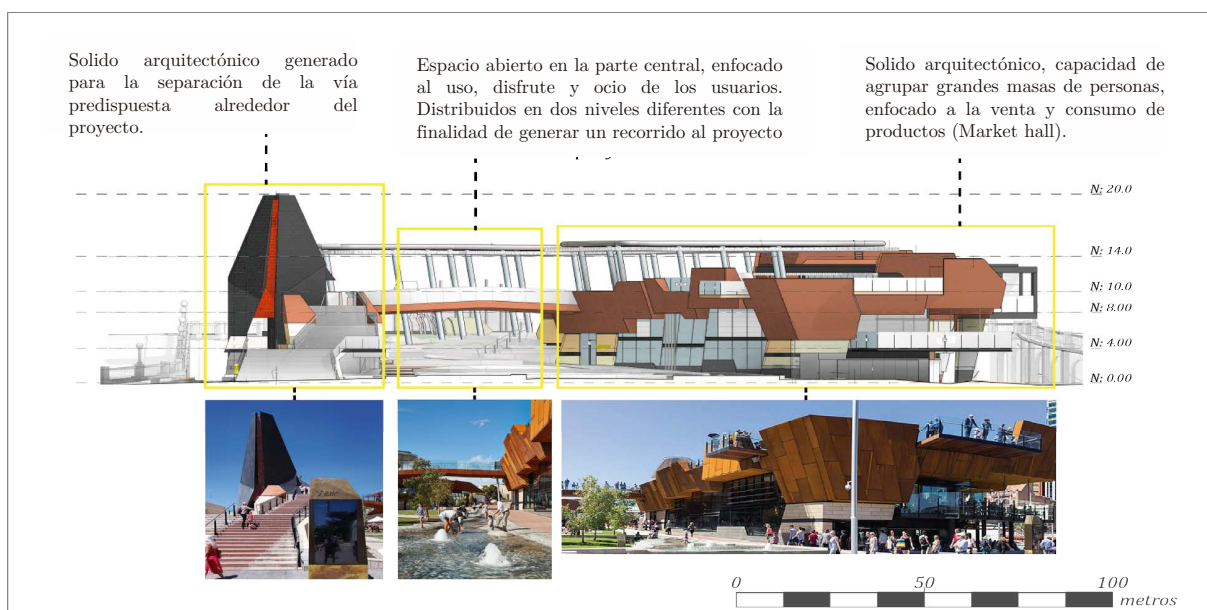 Solido arquitectónico generado
para la separación de la vía
predispuesta alrededor del
proyecto.
Espacio abierto en la parte central, enfocado
al uso, disfrute y ocio de los usuarios.
Distribuidos en dos niveles diferentes con la
finalidad de generar un recorrido al proyecto
Solido arquitectónico, capacidad de
agrupar grandes masas de personas,
enfocado a la venta y consumo de
productos (Market hall).
N: 20.0
N: 14.0
N: 10.0
N: 8.00
N: 4.00
N: 0.00
0 50 100
metros